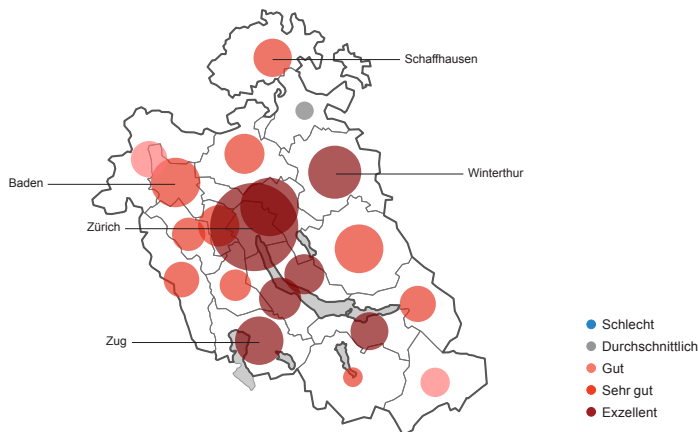 Schaffhausen
Winterthur
Baden
Zürich
Zug
Schlecht
Durchschnittlich
Gut
Sehr gut
Exzellent